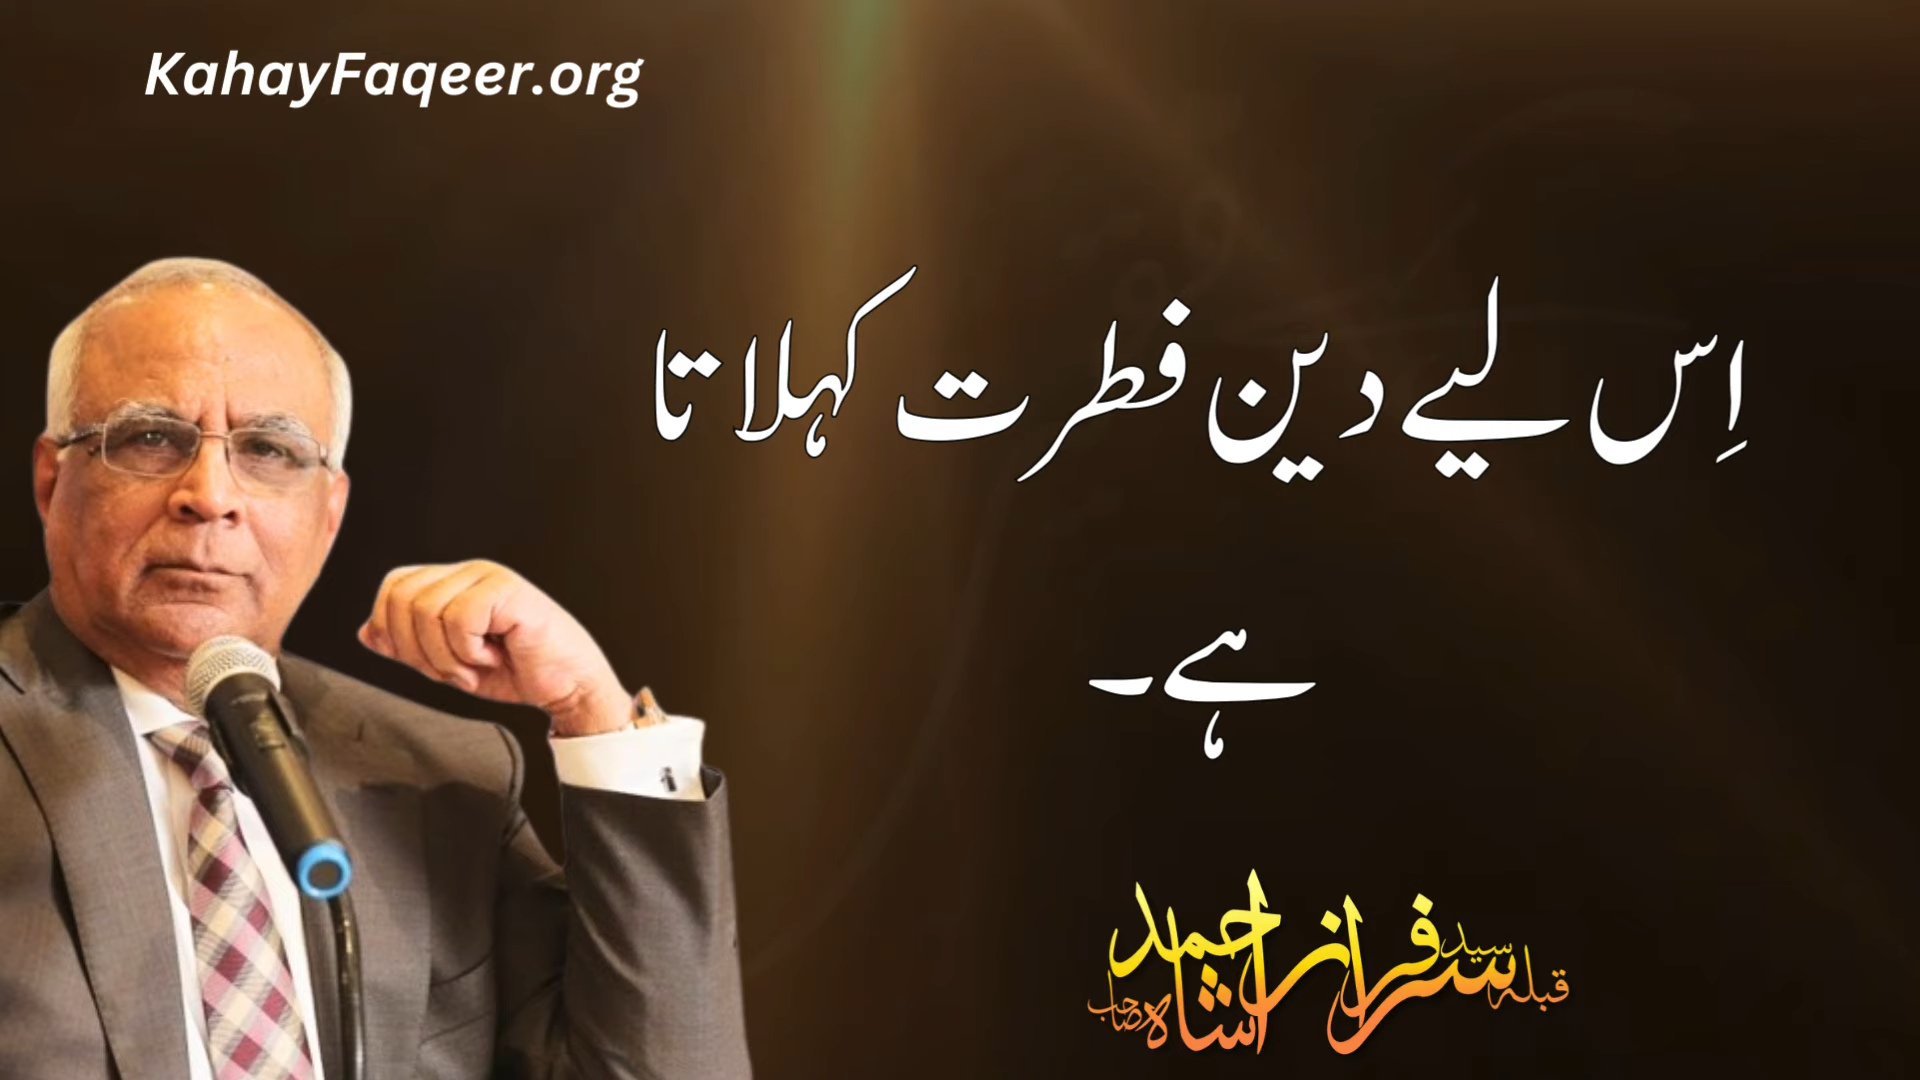 KahayFaqeer.org
اِس لیے دین فطرت کہلاتا
ہے۔
قبلہ سید سرفراز احمد شاہ صاحب